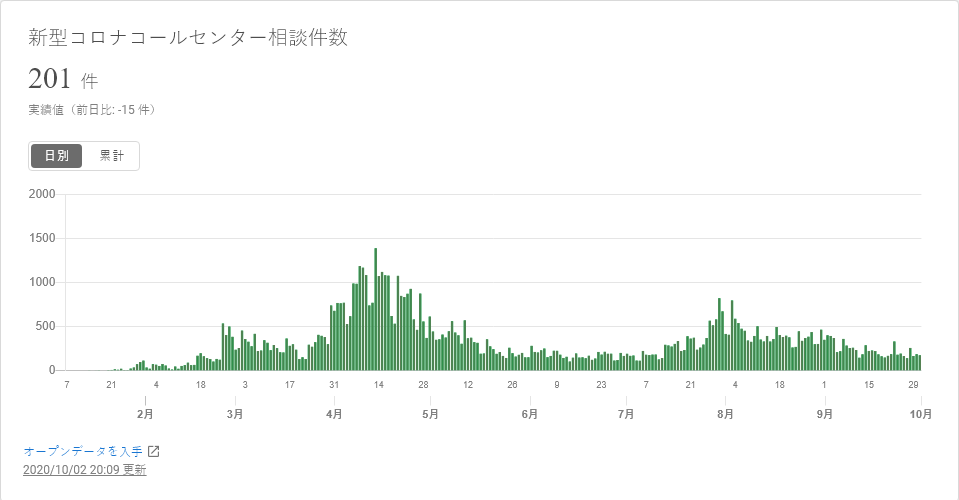 新型コロナコールセンター相談件数
201 件
実績値（前日比: -15 件）
日別 累計
2000
1500
1000
500
0
7 21 4 18 3 17 31 14 28 12 26 9 23 7 21 4 18 1 15 29
2月 3月 4月 5月 6月 7月 8月 9月 10月
オープンデータを入手
2020/10/02 20:09 更新